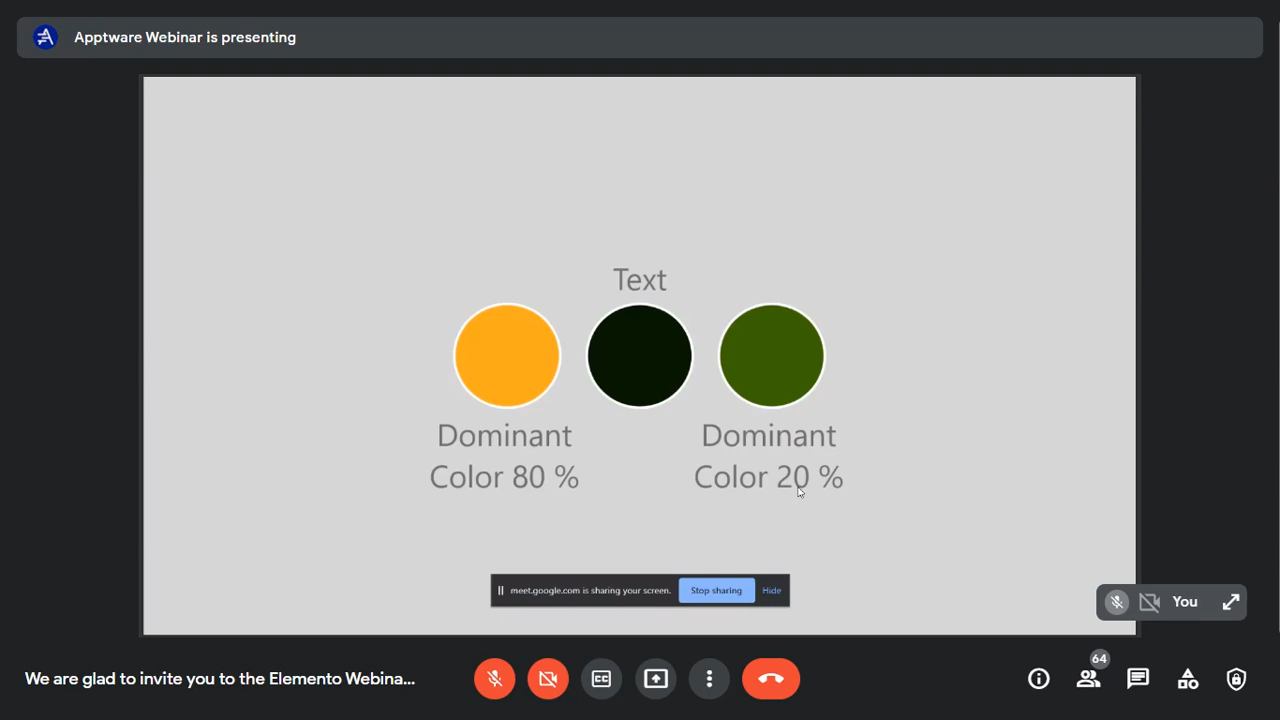 Apptware Webinar is presenting
Text
Dominant
Color 80 %
Dominant
Color 20 %
meet.google.com is sharing your screen.
Stop sharing
Hide
You
We are glad to invite you to the Elemento Webina...
CC
64